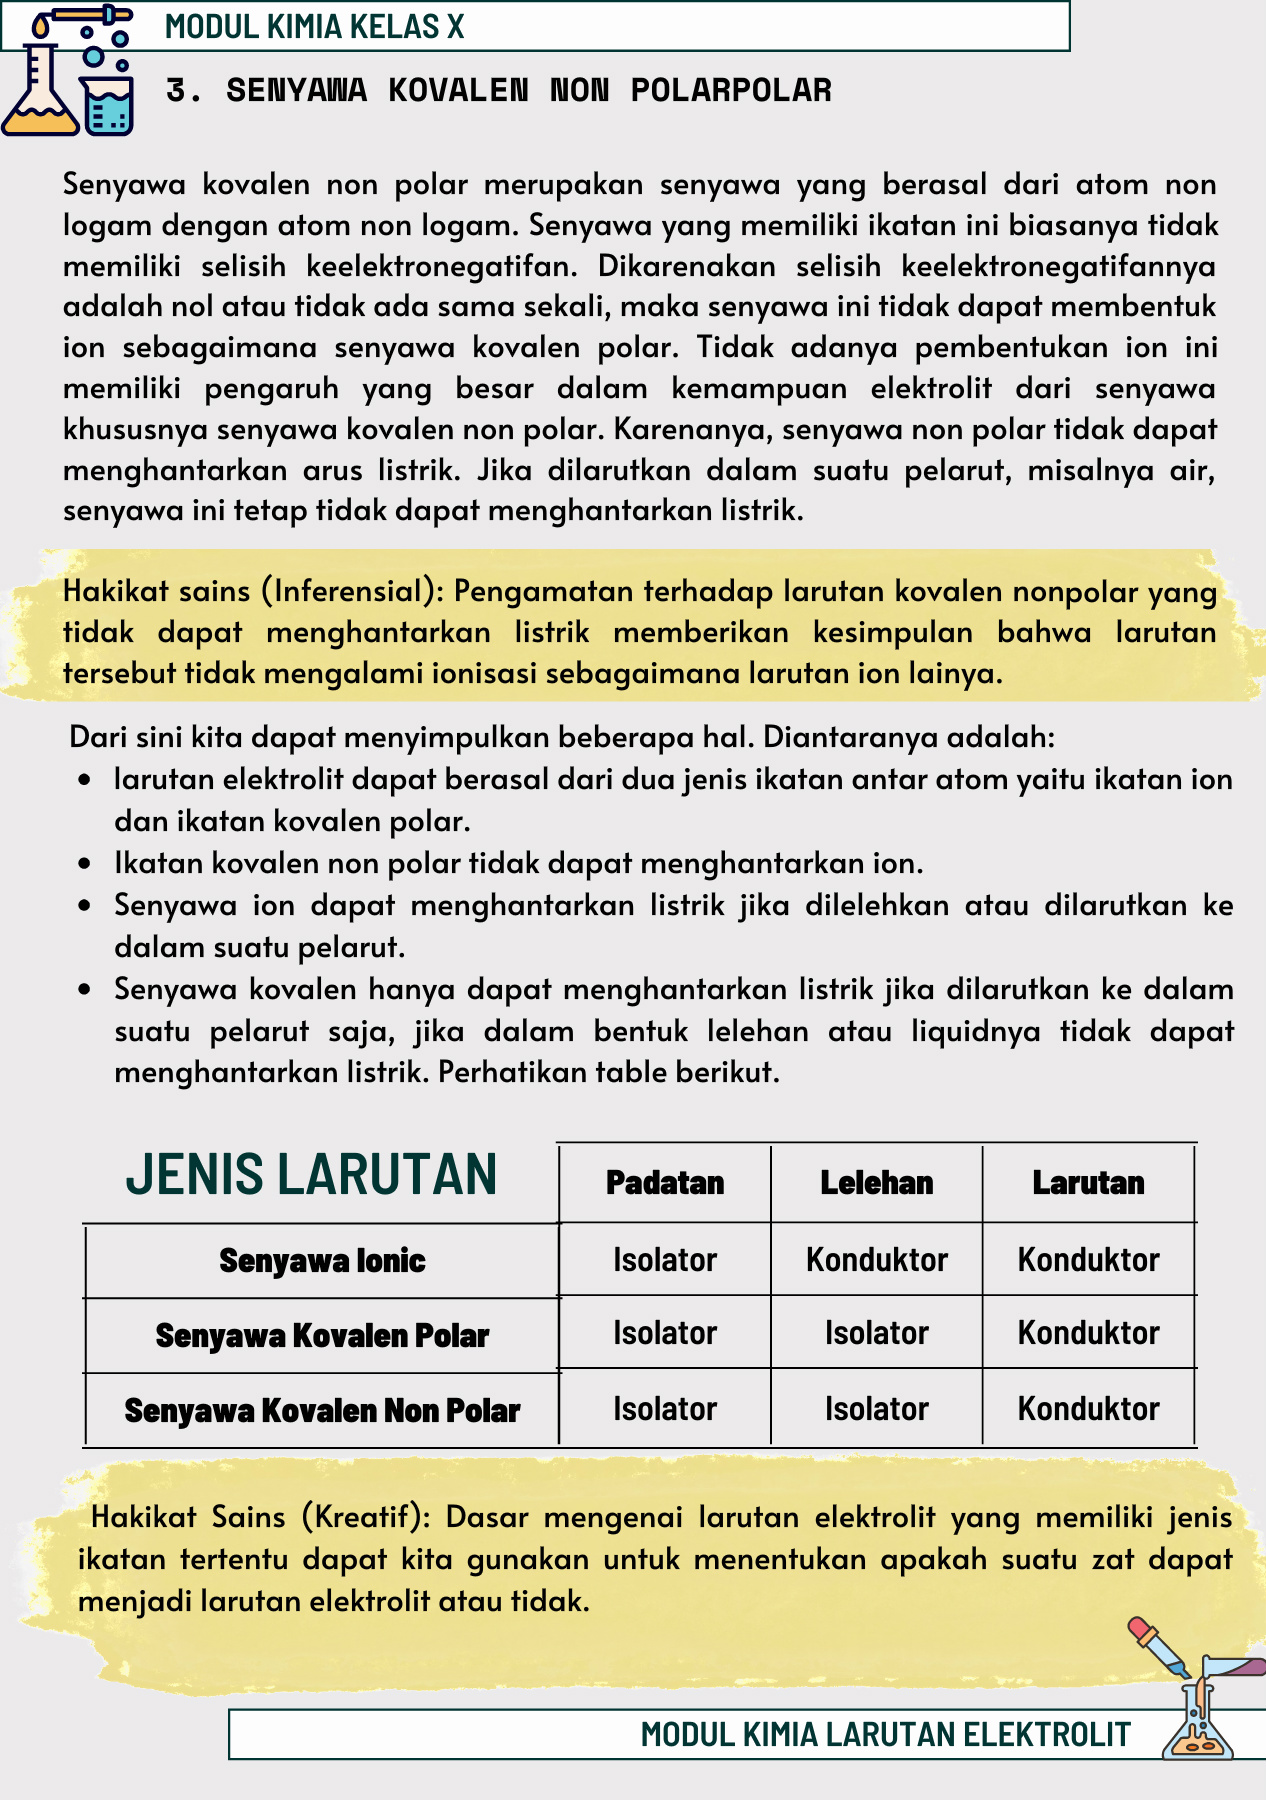 MODUL KIMIA KELAS X
3. SENYAWA KOVALEN NON POLARPOLAR
Senyawa kovalen non polar merupakan senyawa yang berasal dari atom non
logam dengan atom non logam. Senyawa yang memiliki ikatan ini biasanya tidak
memiliki selisih keelektronegatifan. Dikarenakan selisih keelektronegatifannya
adalah nol atau tidak ada sama sekali, maka senyawa ini tidak dapat membentuk
ion sebagaimana senyawa kovalen polar. Tidak adanya pembentukan ion ini
memiliki pengaruh yang besar dalam kemampuan elektrolit dari senyawa
khususnya senyawa kovalen non polar. Karenanya, senyawa non polar tidak dapat
menghantarkan arus listrik. Jika dilarutkan dalam suatu pelarut, misalnya air,
senyawa ini tetap tidak dapat menghantarkan listrik.
Hakikat sains (Inferensial): Pengamatan terhadap larutan kovalen nonpolar yang
tidak dapat menghantarkan listrik memberikan kesimpulan bahwa larutan
tersebut tidak mengalami ionisasi sebagaimana larutan ion lainya.
Dari sini kita dapat menyimpulkan beberapa hal. Diantaranya adalah:
• larutan elektrolit dapat berasal dari dua jenis ikatan antar atom yaitu ikatan ion
dan ikatan kovalen polar.
• Ikatan kovalen non polar tidak dapat menghantarkan ion.
• Senyawa ion dapat menghantarkan listrik jika dilelehkan atau dilarutkan ke
dalam suatu pelarut.
• Senyawa kovalen hanya dapat menghantarkan listrik jika dilarutkan ke dalam
suatu pelarut saja, jika dalam bentuk lelehan atau liquidnya tidak dapat
menghantarkan listrik. Perhatikan table berikut.
JENIS LARUTAN Padatan Lelehan Larutan
Senyawa Ionic Isolator Konduktor Konduktor
Senyawa Kovalen Polar Isolator Isolator Konduktor
Senyawa Kovalen Non Polar Isolator Isolator Konduktor
Hakikat Sains (Kreatif): Dasar mengenai larutan elektrolit yang memiliki jenis
ikatan tertentu dapat kita gunakan untuk menentukan apakah suatu zat dapat
menjadi larutan elektrolit atau tidak.
MODUL KIMIA LARUTAN ELEKTROLIT